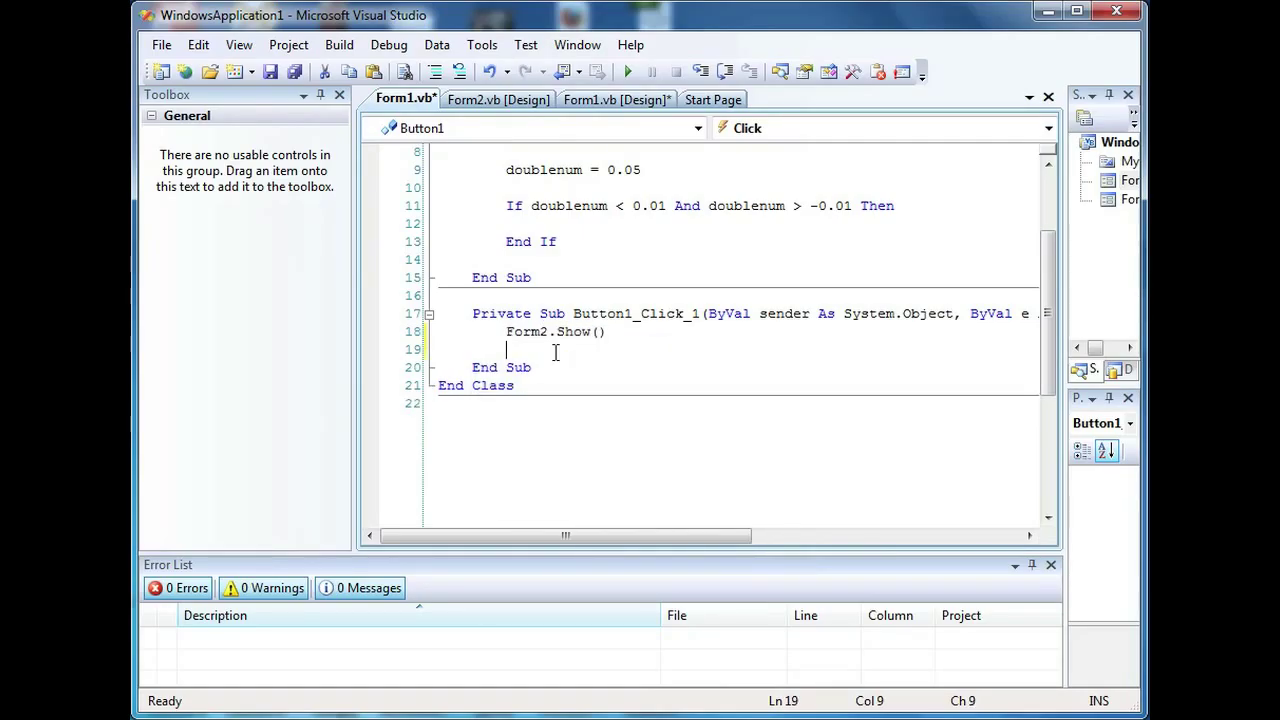 WindowsApplication1 - Microsoft Visual Studio
File Edit View Project Build Debug Data Tools Test Window Help
Toolbox
General
There are no usable controls in
this group. Drag an item onto
this text to add it to the toolbox.
Form1.vb* Form2.vb [Design] Form1.vb [Design]* Start Page
Button1 Click
8
9 doublenum = 0.05
10
11 If doublenum < 0.01 And doublenum > -0.01 Then
12
13 End If
14
15 End Sub
16
17 Private Sub Button1_Click_1(ByVal sender As System.Object, ByVal e
18 Form2.Show()
19
20 End Sub
21 End Class
22
S..
Windo
My
For
For
S. D
P.
Button1
Error List
0 Errors 0 Warnings 0 Messages
Description File Line Column Project
Ready Ln 19 Col 9 Ch 9 INS